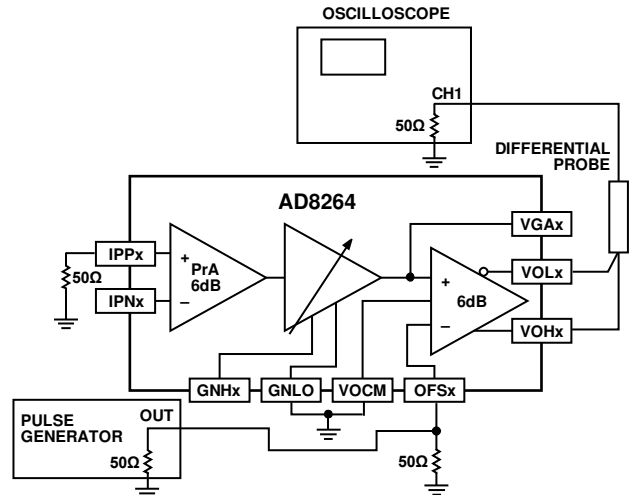 OSCILLOSCOPE
CH1
50Ω
DIFFERENTIAL
PROBE
AD8264
VGAx
IPPx
+
PrA
6dB
–
50Ω
IPNx
+
6dB
–
VOLx
VOHx
GNHx
GNLO
VOCM
OFSx
PULSE
GENERATOR
OUT
50Ω
50Ω